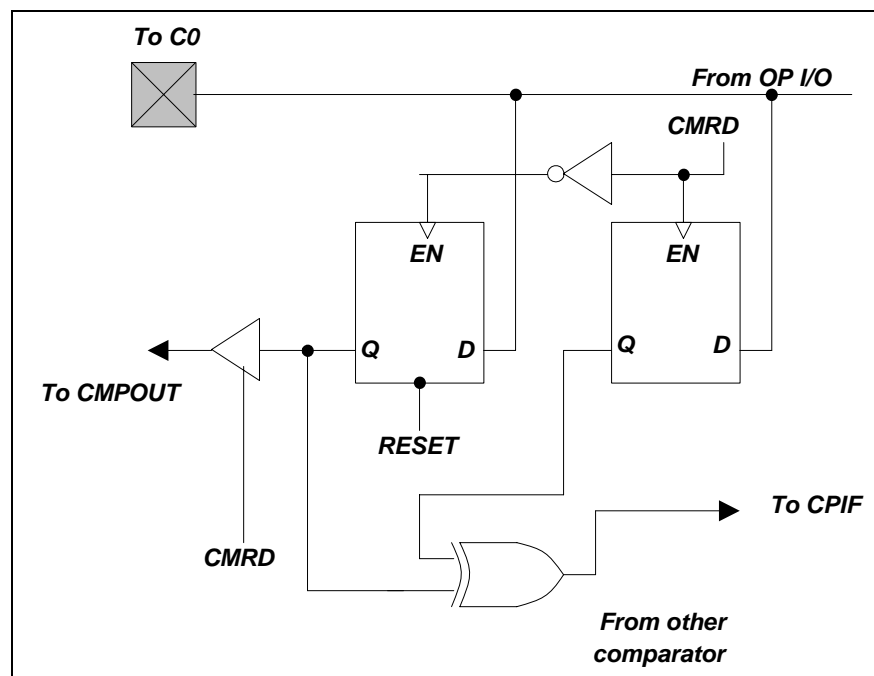 To C0
From OP I/O
CMRD
EN
EN
Q
D
Q
D
To CMPOUT
RESET
To CPIF
CMRD
From other
comparator